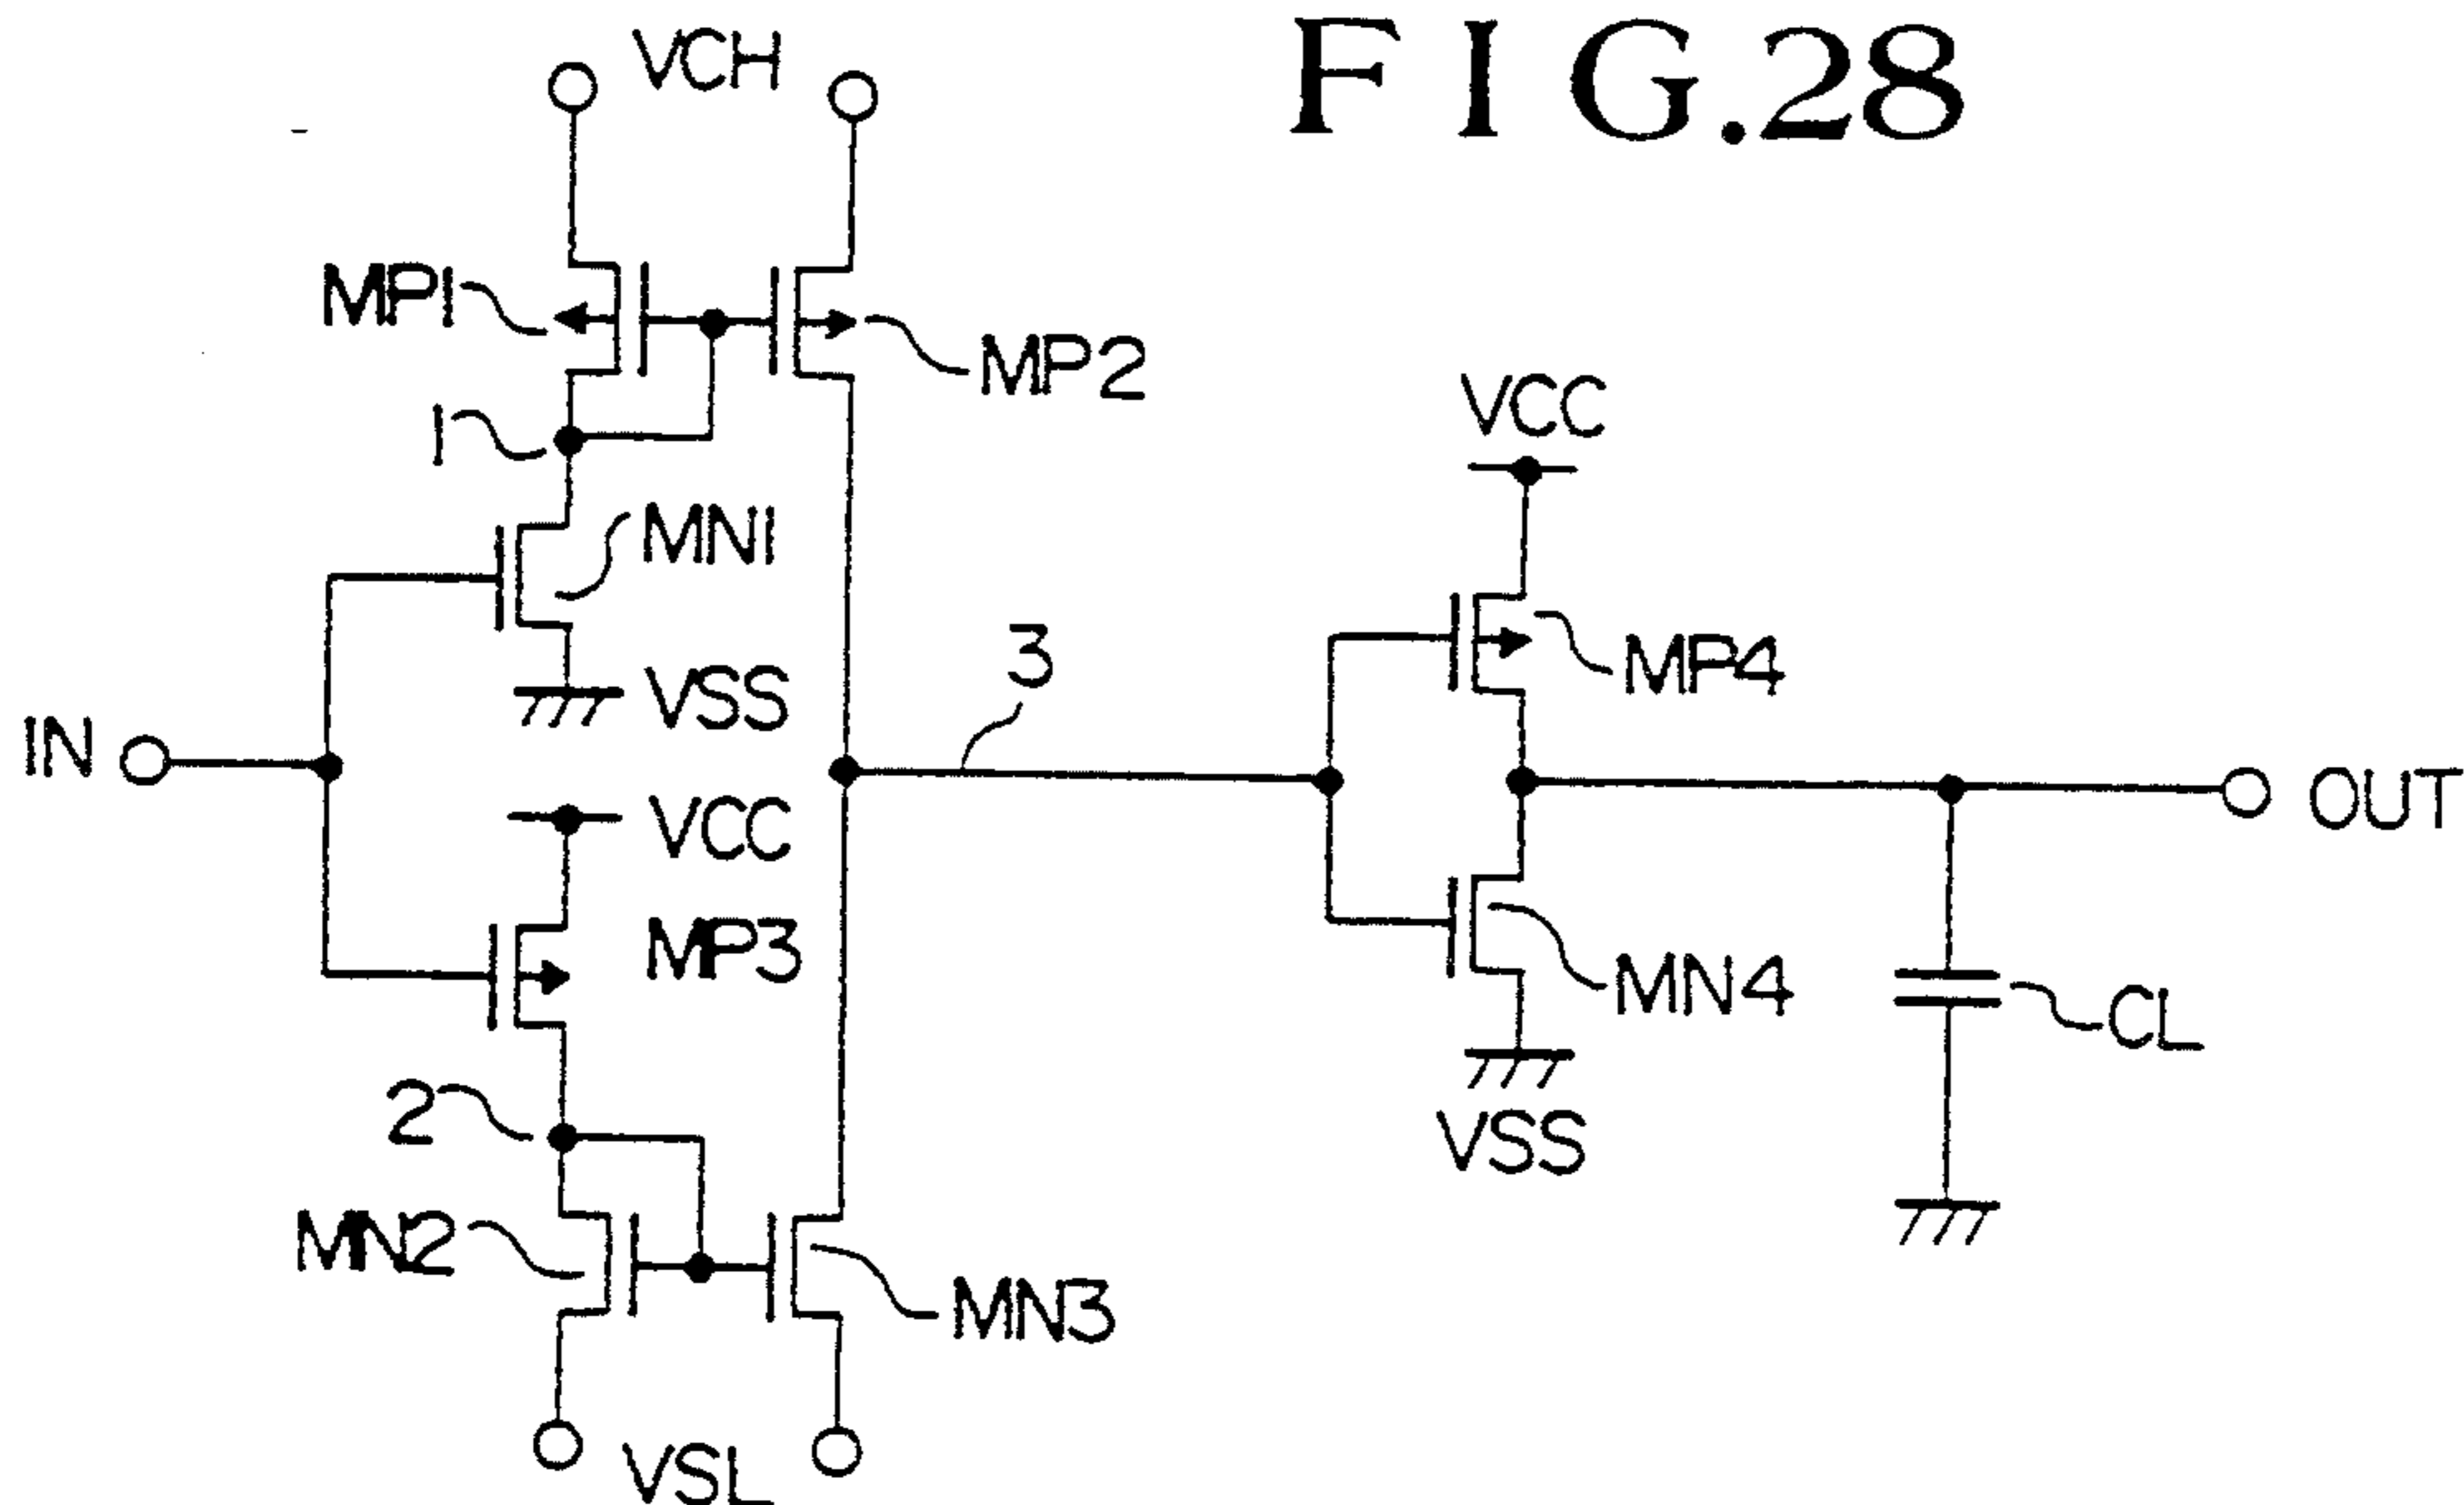 FIG.28
VCH
MP1
MP2
1
VCC
MN1
3
VSS
MP4
IN
OUT
VCC
MP3
MN4
CL
2
VSS
MN2
MN3
VSL